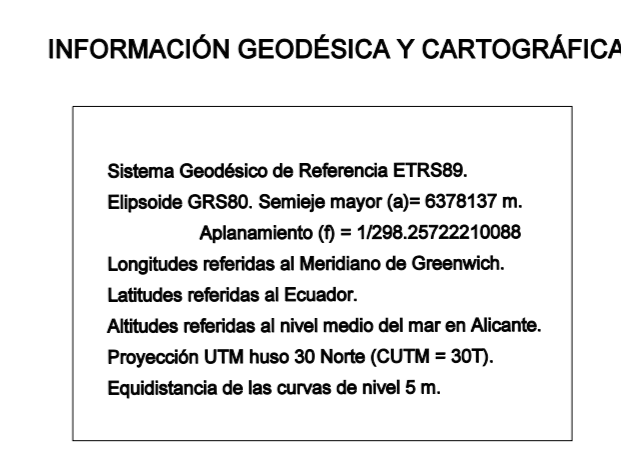 INFORMACIÓN GEODÉSICA Y CARTOGRÁFICA
Sistema Geodésico de Referencia ETRS89.
Elipsoide GRS80. Semieje mayor (a)= 6378137 m.
Aplanamiento (f) = 1/298.25722210088
Longitudes referidas al Meridiano de Greenwich.
Latitudes referidas al Ecuador.
Altitudes referidas al nivel medio del mar en Alicante.
Proyección UTM huso 30 Norte (CUTM = 30T).
Equidistancia de las curvas de nivel 5 m.